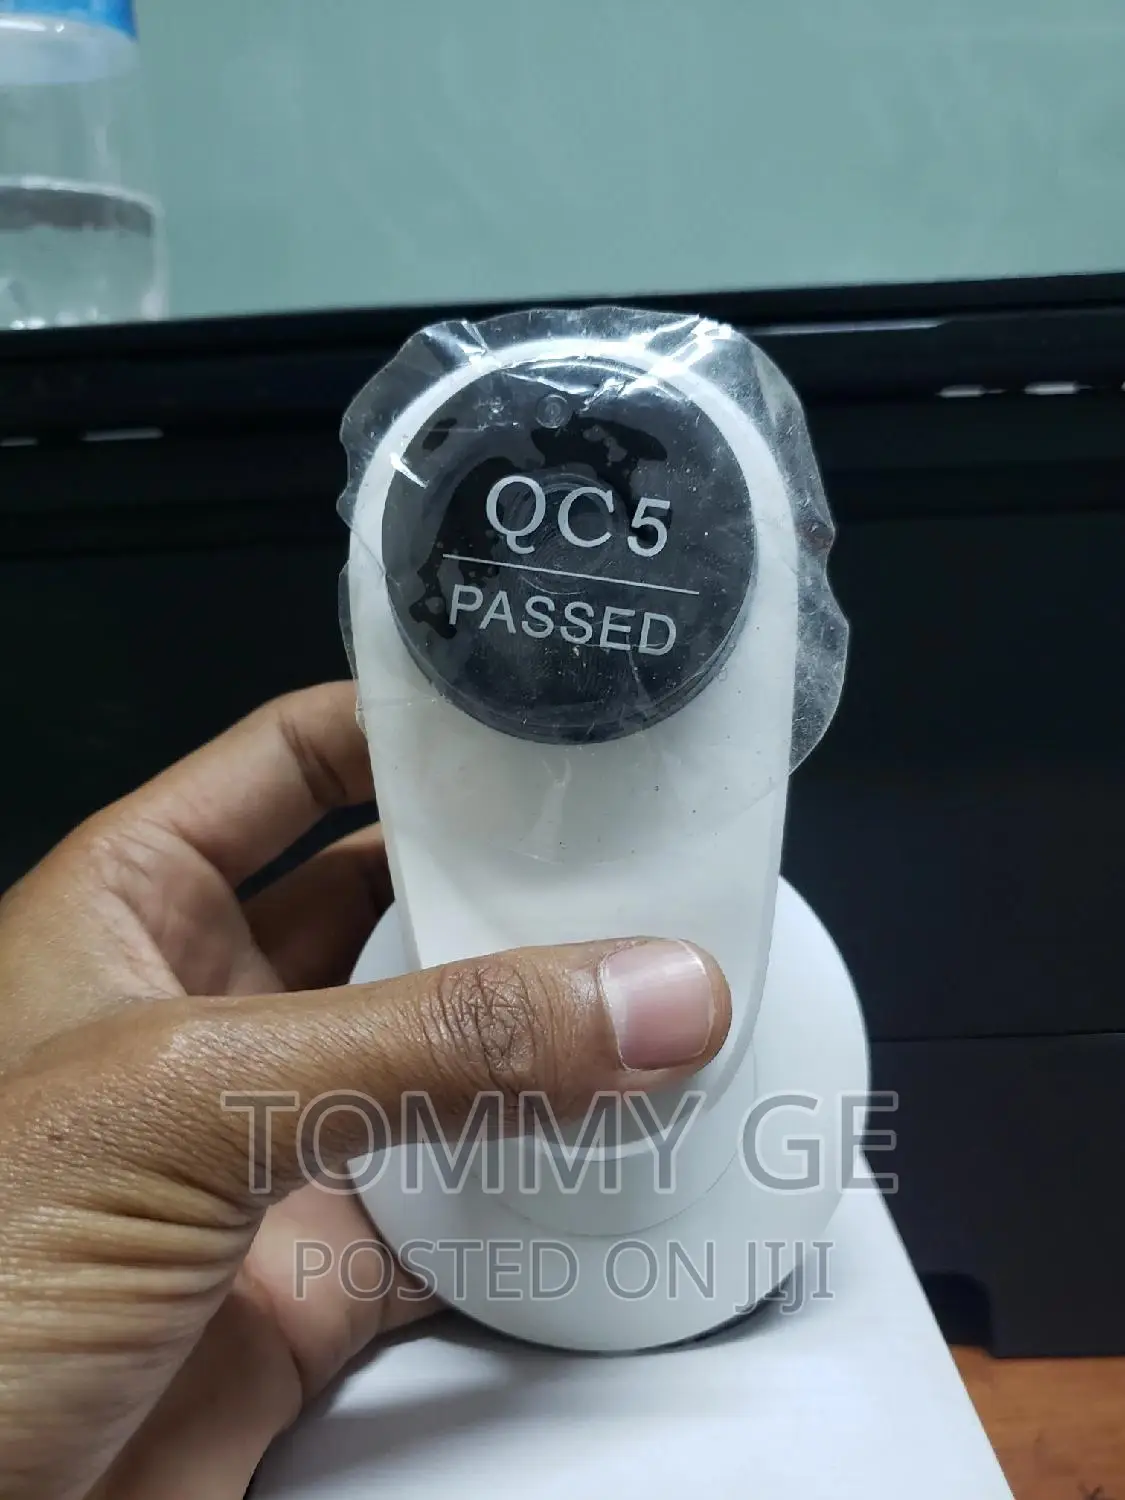 QC5
PASSED
TOMMY GE
POSTED ON JIJI